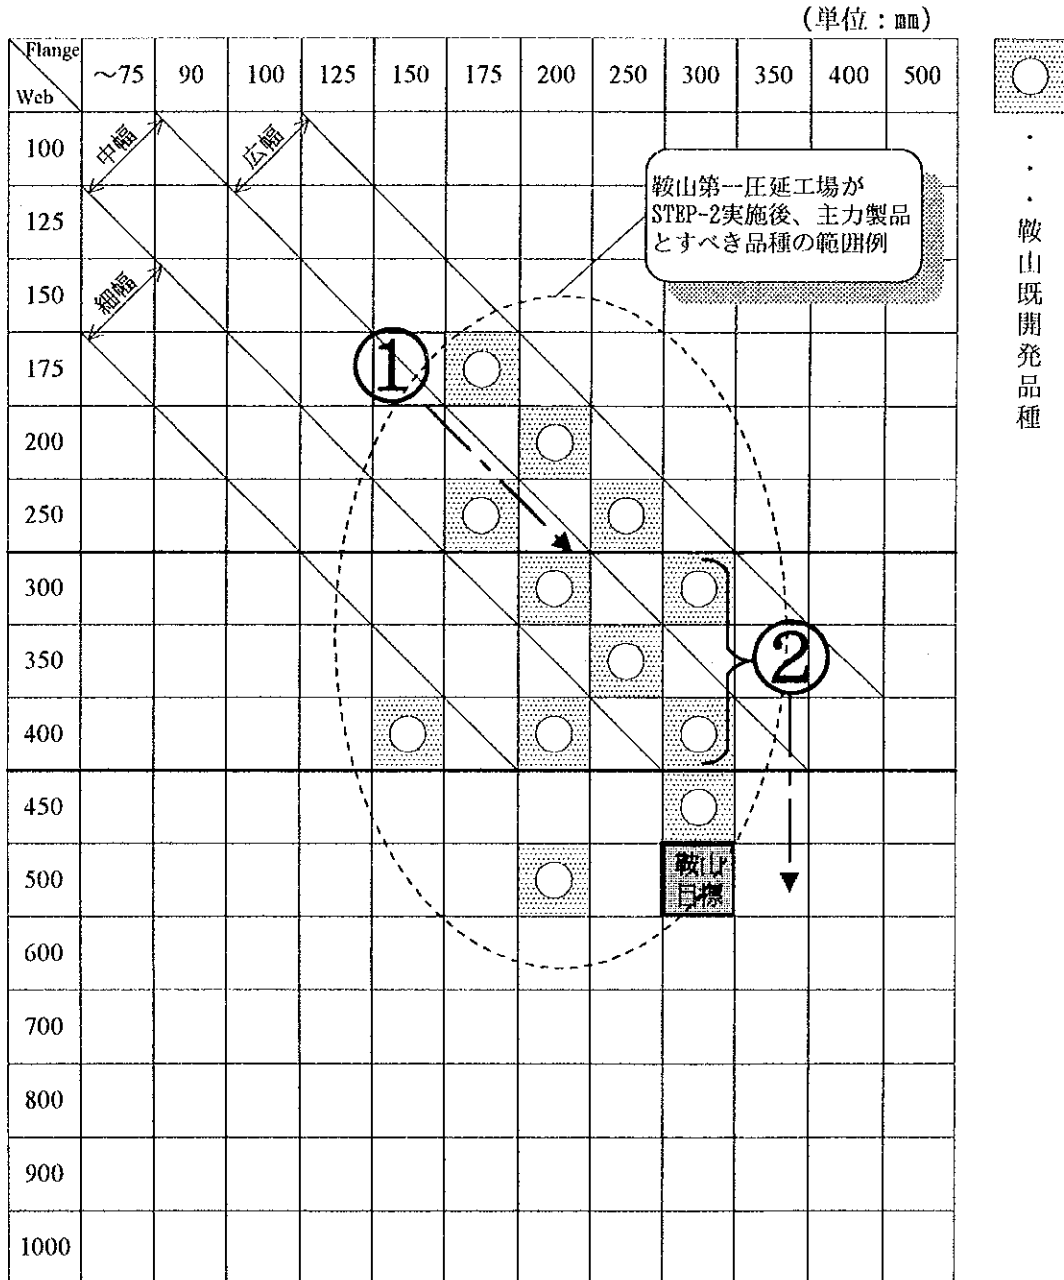 (単位:mm)
Flange
Web
～75 90 100 125 150 175 200 250 300 350 400 500
100
中幅
広幅
鞍山第一圧延工場が
STEP-2実施後、主力製品
とすべき品種の範囲例
125
150
細幅
175
①
200
250
300
350
②
400
450
500
鞍山
目標
600
700
800
900
1000
・・・鞍山既開発品種